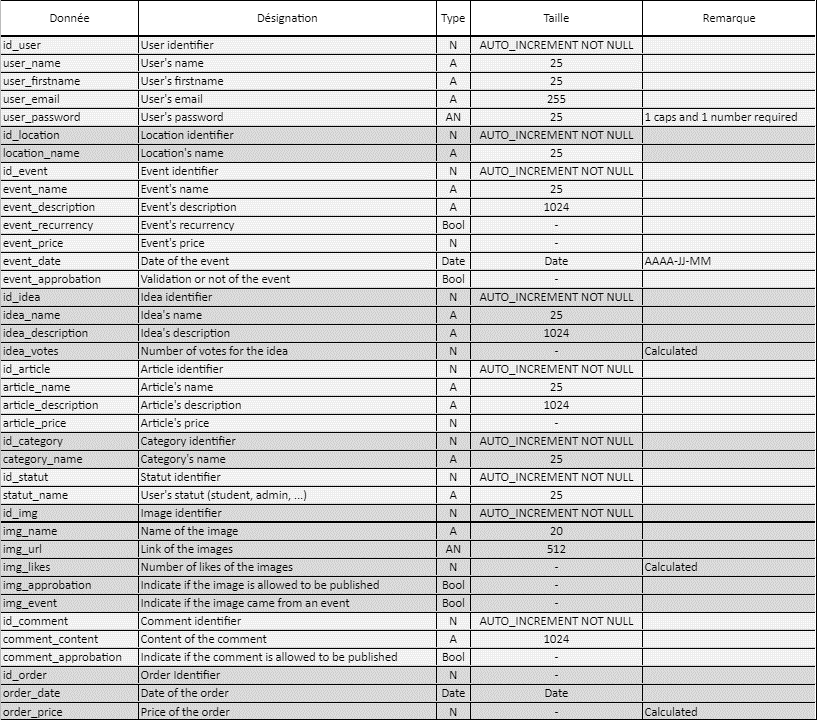 Donnée Désignation Type Taille Remarque
id_user User identifier N AUTO_INCREMENT NOT NULL
user_name User's name A 25
user_firstname User's firstname A 25
user_email User's email A 255
user_password User's password AN 25 1 caps and 1 number required
id_location Location identifier N AUTO_INCREMENT NOT NULL
location_name Location's name A 25
id_event Event identifier N AUTO_INCREMENT NOT NULL
event_name Event's name A 25
event_description Event's description A 1024
event_recurrency Event's recurrency Bool -
event_price Event's price N -
event_date Date of the event Date Date AAAA-JJ-MM
event_approbation Validation or not of the event Bool -
id_idea Idea identifier N AUTO_INCREMENT NOT NULL
idea_name Idea's name A 25
idea_description Idea's description A 1024
idea_votes Number of votes for the idea N - Calculated
id_article Article identifier N AUTO_INCREMENT NOT NULL
article_name Article's name A 25
article_description Article's description A 1024
article_price Article's price N -
id_category Category identifier N AUTO_INCREMENT NOT NULL
category_name Category's name A 25
id_statut Statut identifier N AUTO_INCREMENT NOT NULL
statut_name User's statut (student, admin, ...) A 25
id_img Image identifier N AUTO_INCREMENT NOT NULL
img_name Name of the image A 20
img_url Link of the images AN 512
img_likes Number of likes of the images N - Calculated
img_approbation Indicate if the image is allowed to be published Bool -
img_event Indicate if the image came from an event Bool -
id_comment Comment identifier N AUTO_INCREMENT NOT NULL
comment_content Content of the comment A 1024
comment_approbation Indicate if the comment is allowed to be published Bool -
id_order Order Identifier N -
order_date Date of the order Date Date
order_price Price of the order N - Calculated